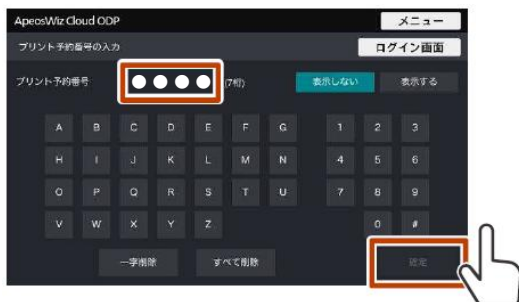 ApeosWiz Cloud ODP メニュー
プリント予約番号の入力 ログイン画面
プリント予約番号 ●●●● (7桁) 表示しない 表示する
A B C D E F G 1 2 3
H I J K L M N 4 5 6
O P Q R S T U 7 8 9
V W X Y Z 0 #
一字削除 すべて削除 確定